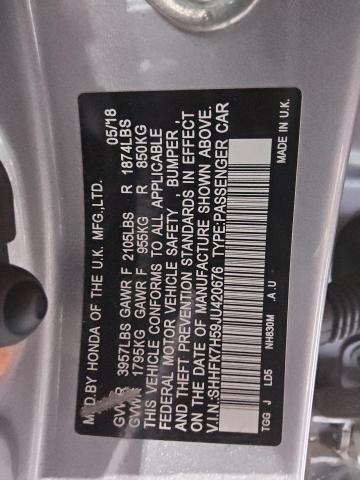 MFD.BY HONDA OF THE U.K. MFG.,LTD. 05/18
GVWR 3957LBS GAWR F 2105LBS R 1874LBS
GVWR 1795KG GAWR F 955KG R 850KG
THIS VEHICLE CONFORMS TO ALL APPLICABLE
FEDERAL MOTOR VEHICLE SAFETY , BUMPER ,
AND THEFT PREVENTION STANDARDS IN EFFECT
ON THE DATE OF MANUFACTURE SHOWN ABOVE.
V.I.N.:SHHFK7H59JU420676 TYPE:PASSENGER CAR
TGG J LD5 NH830M .A.U MADE IN U.K.